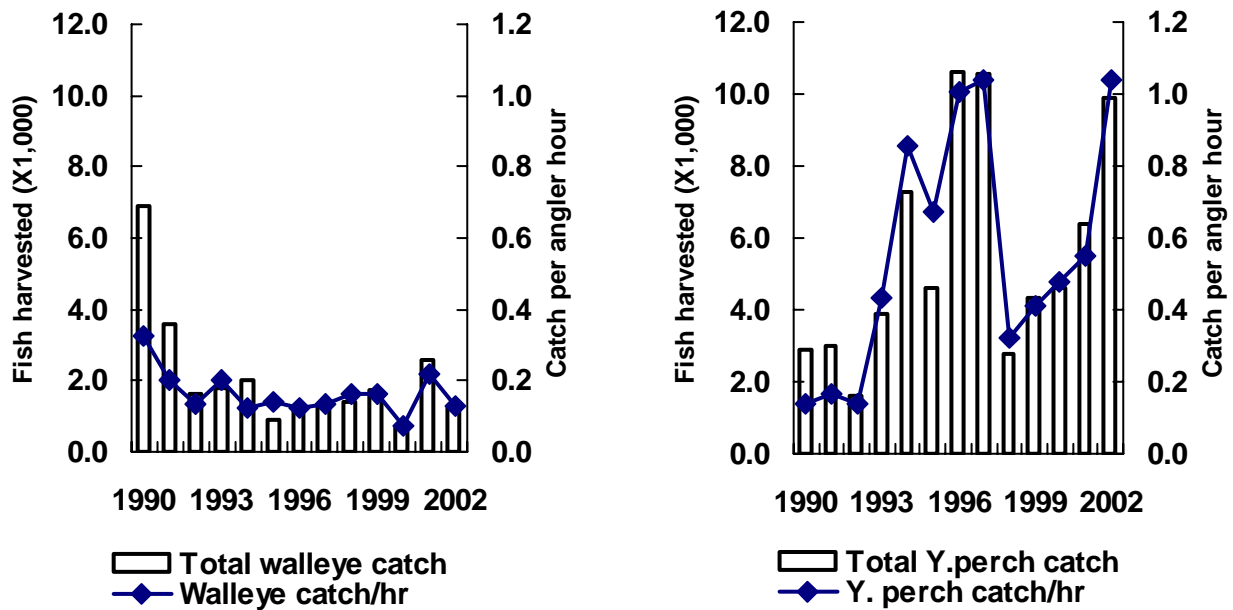 12.0
10.0
8.0
6.0
4.0
2.0
0.0
Fish harvested (X1,000)
1.2
1.0
0.8
0.6
0.4
0.2
0.0
Catch per angler hour
1990 1993 1996 1999 2002
Total walleye catch
Walleye catch/hr
12.0
10.0
8.0
6.0
4.0
2.0
0.0
Fish harvested (X1,000)
1.2
1.0
0.8
0.6
0.4
0.2
0.0
Catch per angler hour
1990 1993 1996 1999 2002
Total Y.perch catch
Y. perch catch/hr